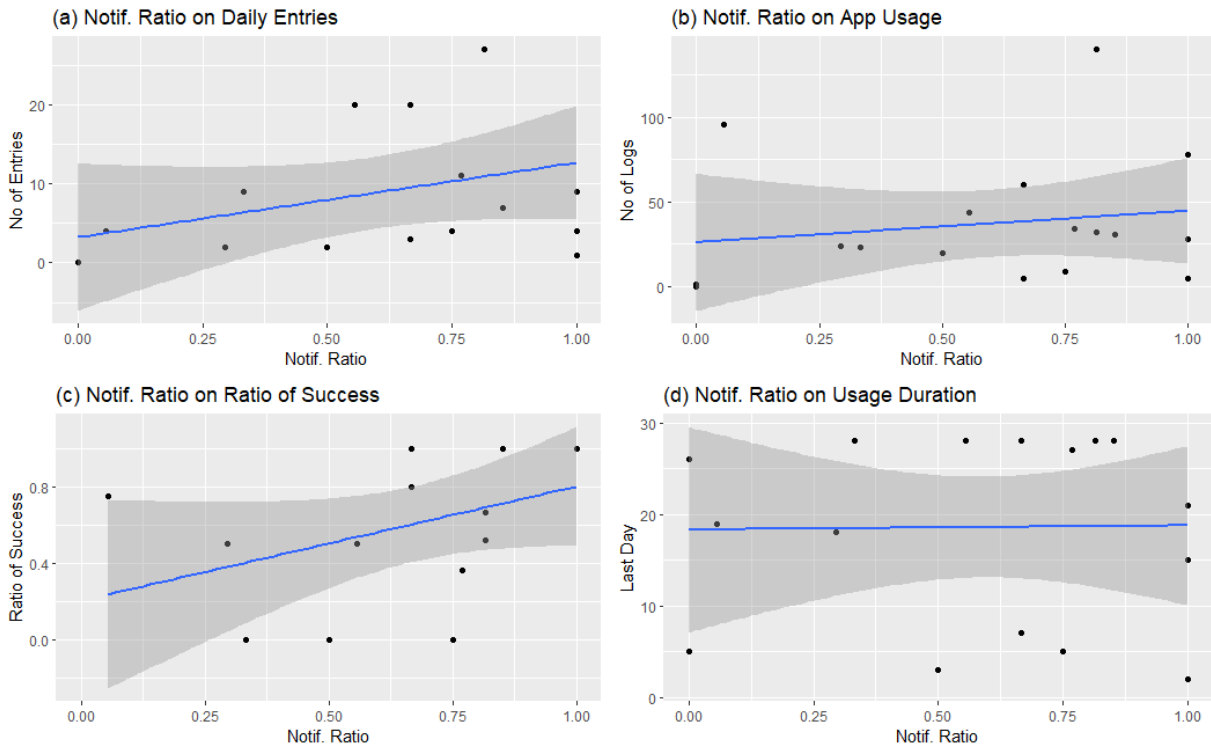 (a) Notif. Ratio on Daily Entries
No of Entries
20
10
0
0.00 0.25 0.50 0.75 1.00
Notif. Ratio
(b) Notif. Ratio on App Usage
No of Logs
100
50
0
0.00 0.25 0.50 0.75 1.00
Notif. Ratio
(c) Notif. Ratio on Ratio of Success
Ratio of Success
0.8
0.4
0.0
0.00 0.25 0.50 0.75 1.00
Notif. Ratio
(d) Notif. Ratio on Usage Duration
Last Day
30
20
10
0
0.00 0.25 0.50 0.75 1.00
Notif. Ratio